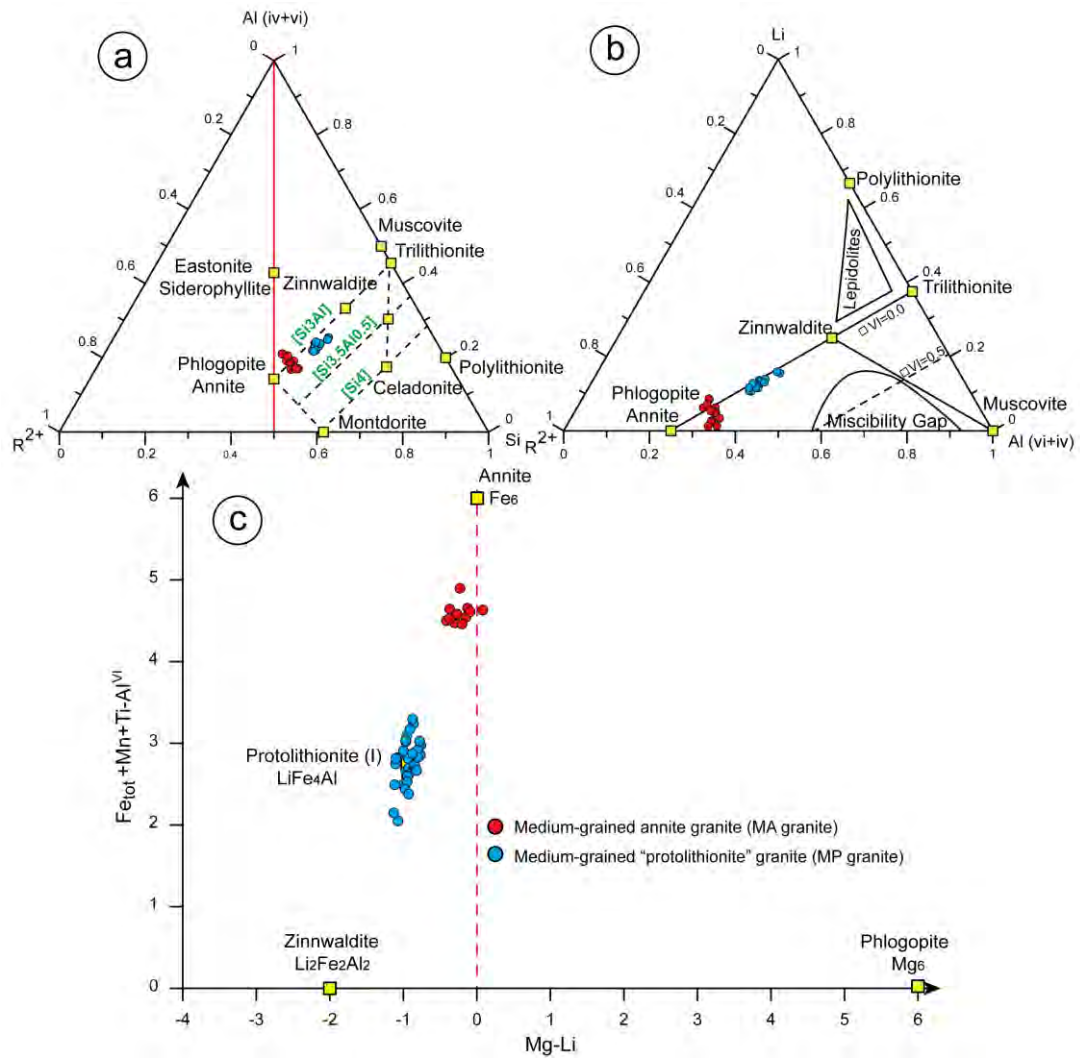 a
Al (iv+vi)
0
1
0.2
0.8
0.4
0.6
0.6
0.4
0.8
0.2
1
0
R2+
Si
0
0.2
0.4
0.6
0.8
1
Muscovite
Trilithionite
Eastonite
Siderophyllite
Zinnwaldite
[Si3Al]
[Si3.5Al0.5]
[Si4]
Phlogopite
Annite
Celadonite
Polylithionite
Montdorite
b
Li
0
1
0.2
0.8
0.4
0.6
0.6
0.4
0.8
0.2
1
0
R2+
Al (vi+iv)
0
0.2
0.4
0.6
0.8
1
Polylithionite
Lepidolites
Trilithionite
Zinnwaldite
□ VI=0.0
□ VI=0.5
Phlogopite
Annite
Muscovite
Miscibility Gap
c
Annite
Fe6
6
5
4
3
2
1
0
Fetot+Mn+Ti-AlVI
Protolithionite (I)
LiFe4Al
Medium-grained annite granite (MA granite)
Medium-grained “protolithionite” granite (MP granite)
Zinnwaldite
Li2Fe2Al2
Phlogopite
Mg6
-4
-3
-2
-1
0
1
2
3
4
5
6
Mg-Li